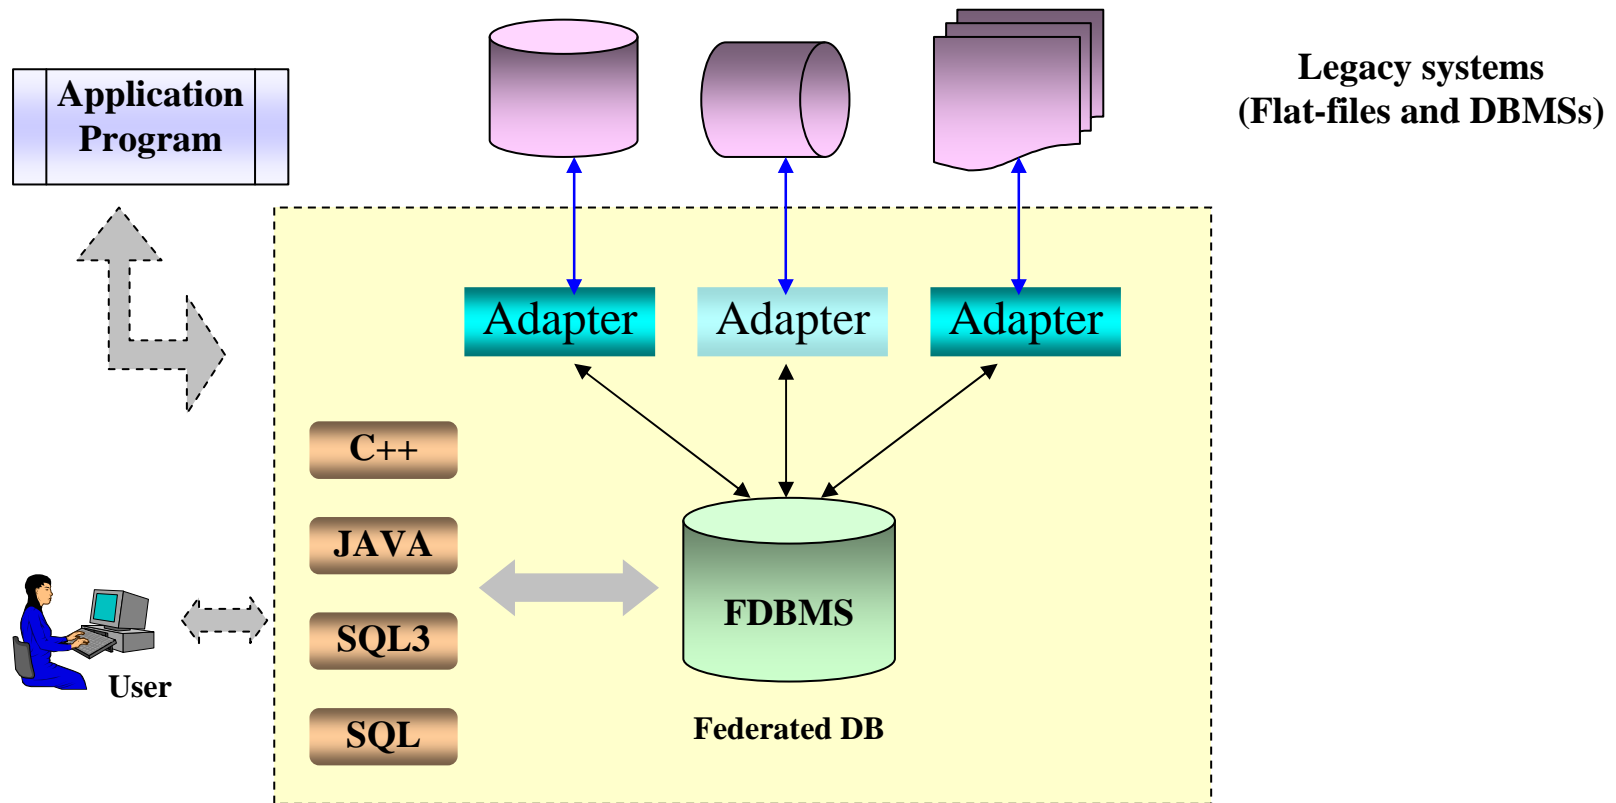 Application
Program
Legacy systems
(Flat-files and DBMSs)
Adapter
Adapter
Adapter
C++
JAVA
SQL3
SQL
FDBMS
Federated DB
User